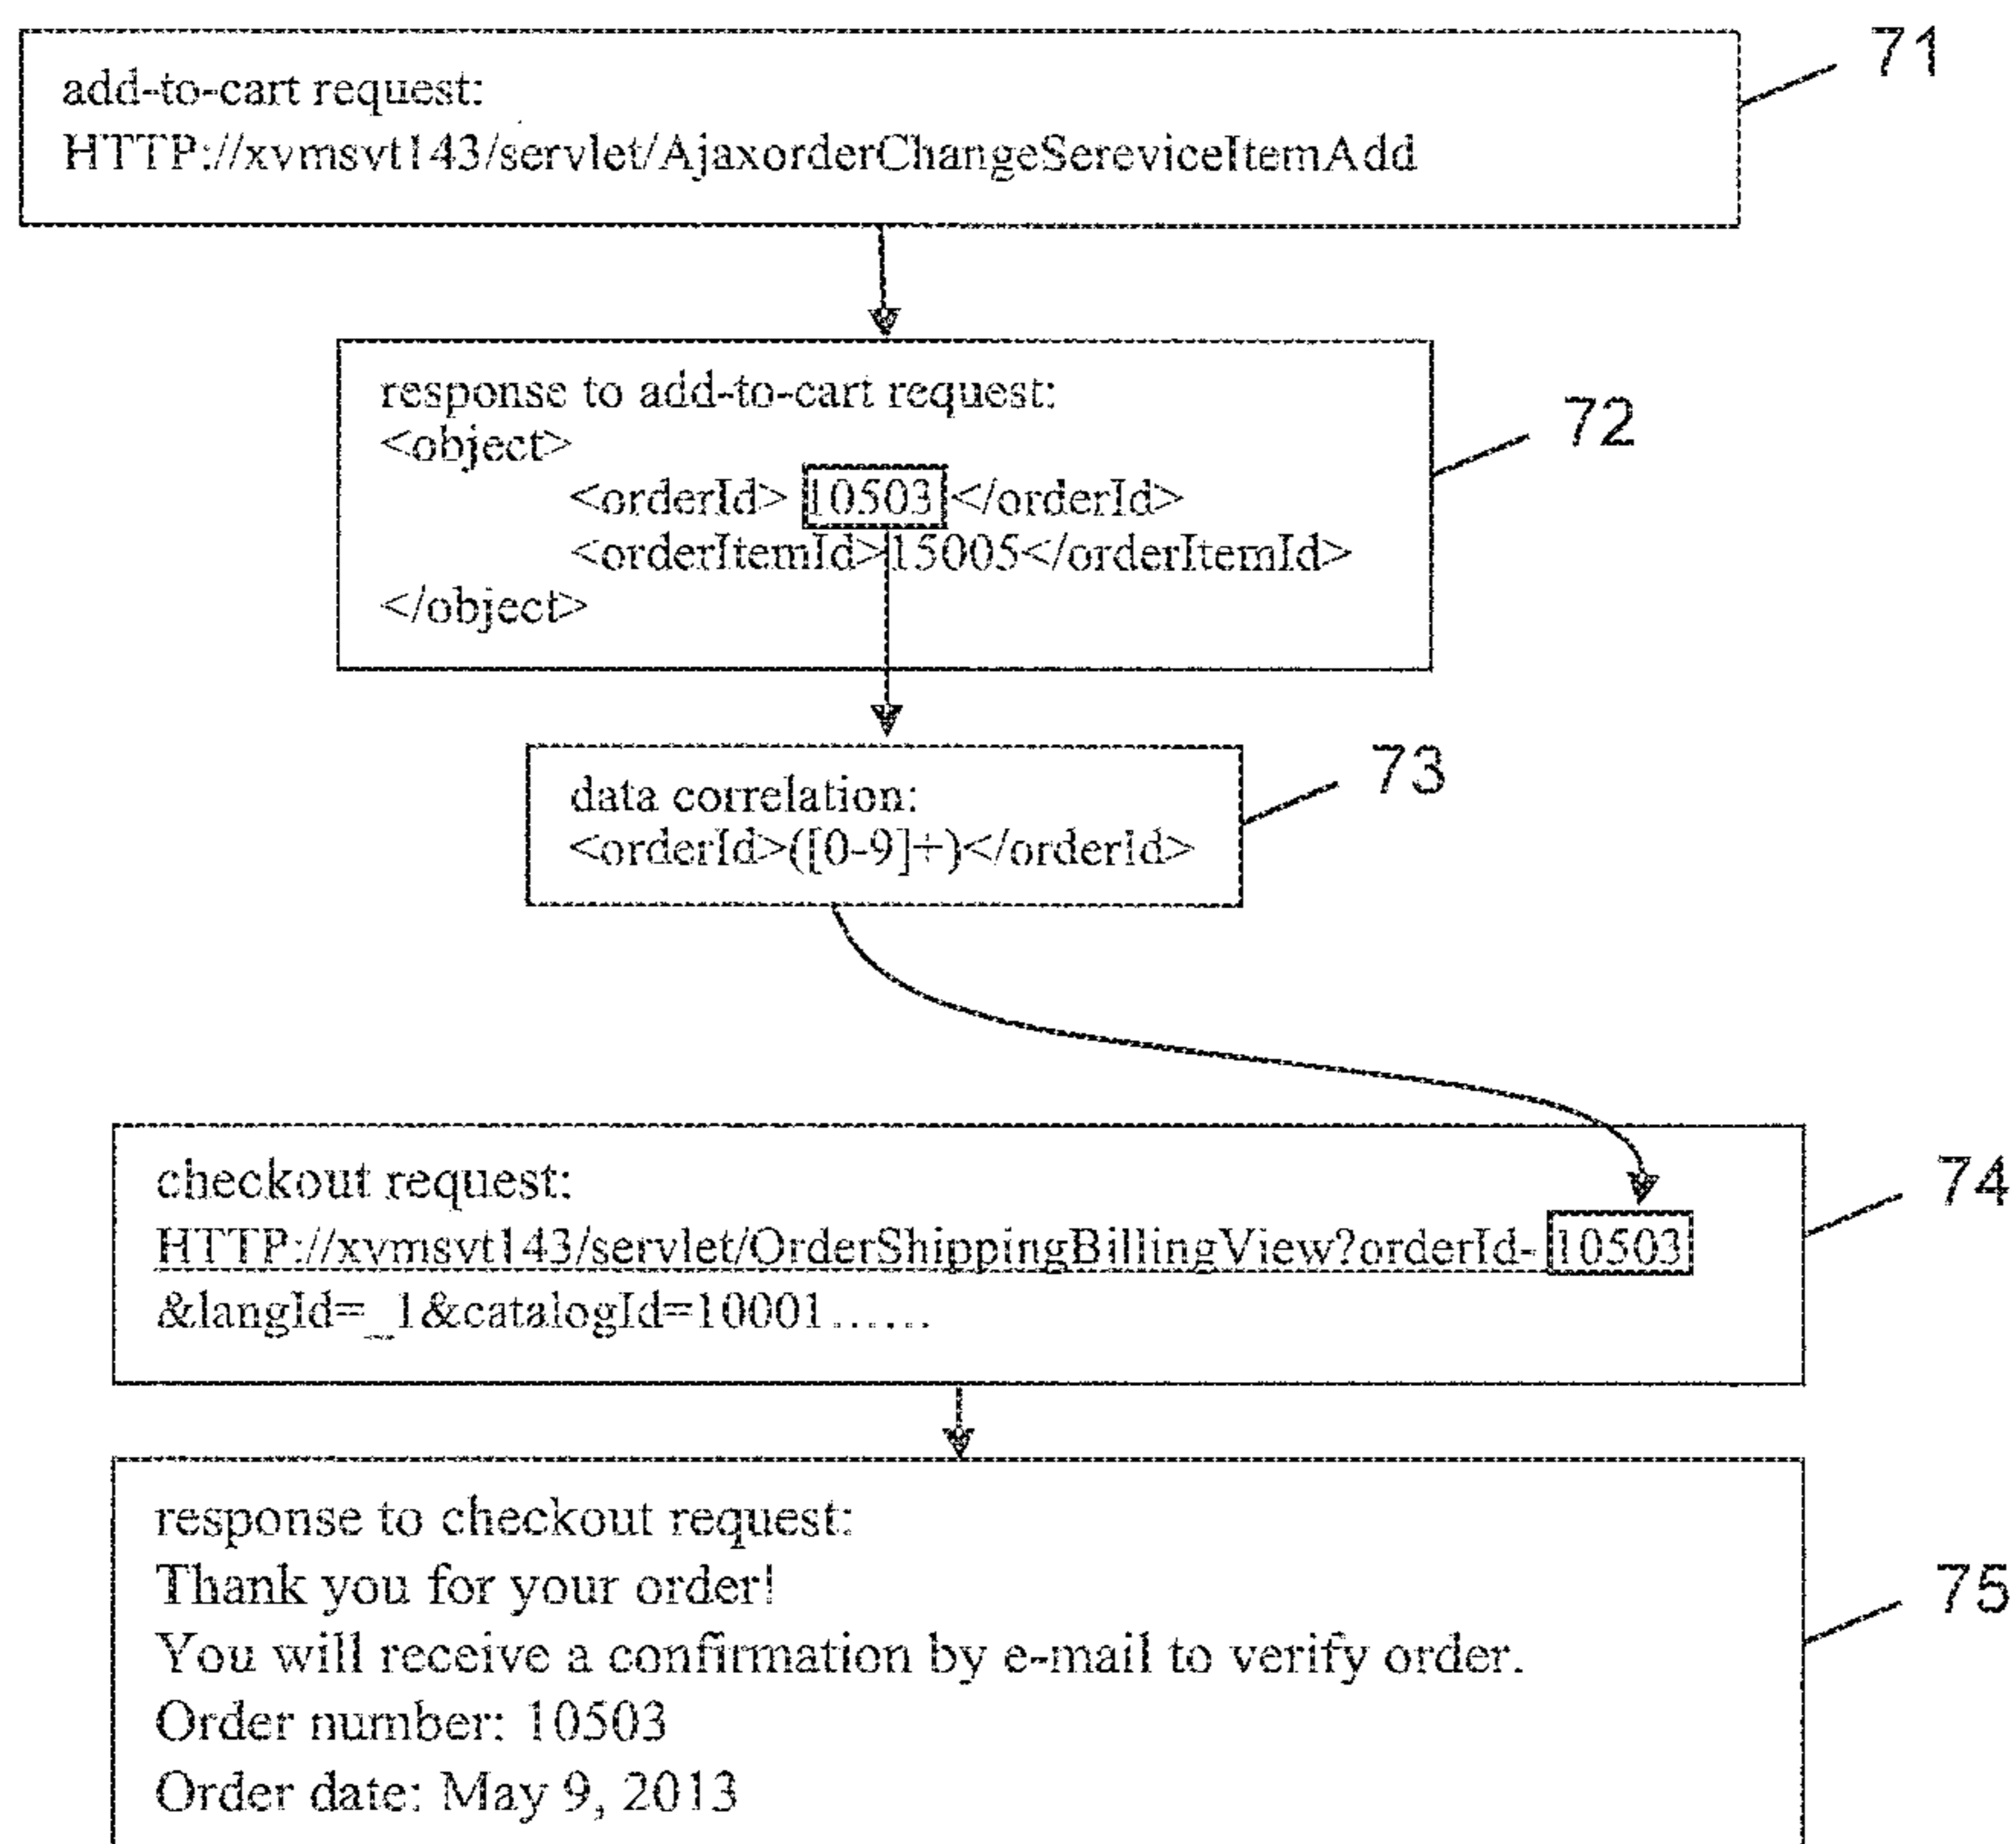 71
add-to-cart request:
HTTP://xvmsvt143/servlet/AjaxorderChangeSereviceItemAdd
72
response to add-to-cart request:
<object>
<orderId> 10503 </orderId>
<orderItemId>15005</orderItemId>
</object>
73
data correlation:
<orderId>([0-9]+)</orderId>
74
checkout request:
HTTP://xvmsvt143/servlet/OrderShippingBillingView?orderId- 10503
&langId=_1&catalogId=10001......
75
response to checkout request:
Thank you for your order!
You will receive a confirmation by e-mail to verify order.
Order number: 10503
Order date: May 9, 2013